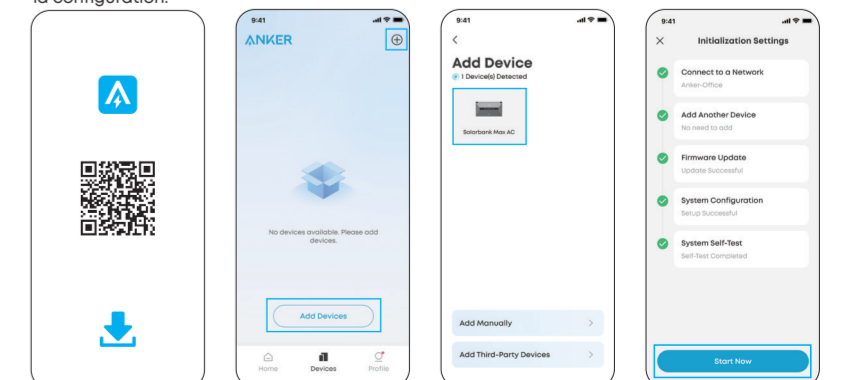 la configuration.
9:41
ANKER
No devices available. Please add
devices.
Add Devices
Home
Devices
Profile
9:41
Add Device
1 Device(s) Detected
Solarbank Max AC
Add Manually
Add Third-Party Devices
9:41
Initialization Settings
Connect to a Network
Anker-Office
Add Another Device
No need to add
Firmware Update
Update Successful
System Configuration
Setup Successful
System Self-Test
Self-Test Completed
Start Now